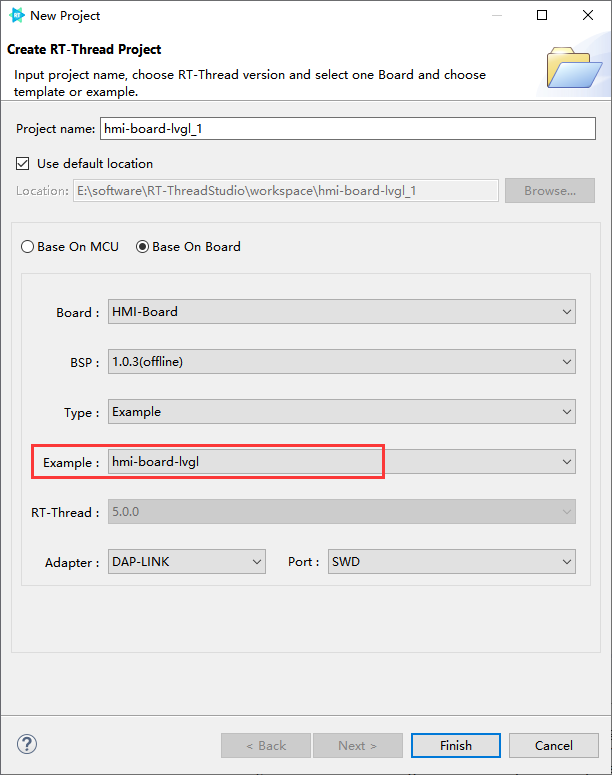 New Project
Create RT-Thread Project
Input project name, choose RT-Thread version and select one Board and choose
template or example.
Project name: hmi-board-lvgl_1
Use default location
Location: E:\software\RT-ThreadStudio\workspace\hmi-board-lvgl_1 Browse...
Base On MCU Base On Board
Board : HMI-Board
BSP : 1.0.3(offline)
Type : Example
Example : hmi-board-lvgl
RT-Thread : 5.0.0
Adapter : DAP-LINK Port : SWD
? < Back Next > Finish Cancel